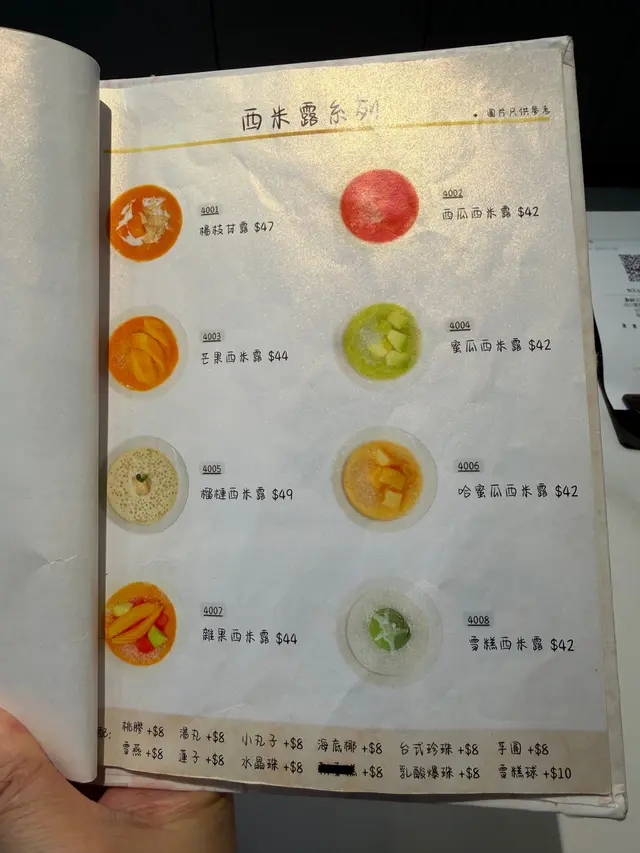 西米露系列
• 圖片只供參考
4001
楊枝甘露 $47
4002
西瓜西米露 $42
4003
芒果西米露 $44
4004
蜜瓜西米露 $42
4005
榴槤西米露 $49
4006
哈蜜瓜西米露 $42
4007
雜果西米露 $44
4008
雪糕西米露 $42
配: 桃膠 +$8 湯丸 +$8 小丸子 +$8 海底椰 +$8 台式珍珠 +$8 芋圓 +$8
雪燕 +$8 蓮子 +$8 水晶珠 +$8 +$8 乳酸爆珠 +$8 雪糕球 +$10